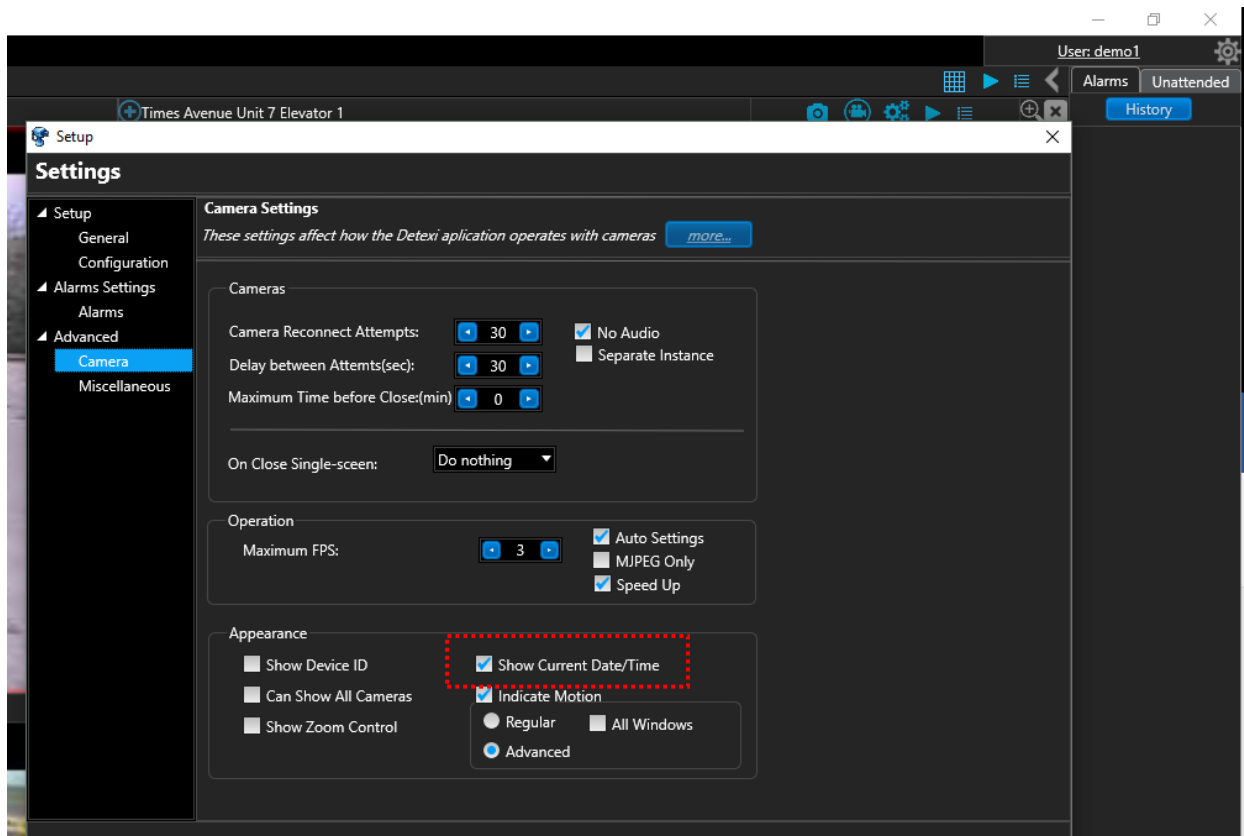 User: demo1
Alarms Unattended
Times Avenue Unit 7 Elevator 1
History
Setup
Settings
Setup
General
Configuration
Alarms Settings
Alarms
Advanced
Camera
Miscellaneous
Camera Settings
These settings affect how the Detexi aplication operates with cameras more...
Cameras
Camera Reconnect Attempts: 30
No Audio
Separate Instance
Delay between Attemts(sec): 30
Maximum Time before Close:(min) 0
On Close Single-sceen: Do nothing
Operation
Maximum FPS: 3
Auto Settings
MJPEG Only
Speed Up
Appearance
Show Device ID Show Current Date/Time
Can Show All Cameras Indicate Motion
Show Zoom Control Regular All Windows
Advanced